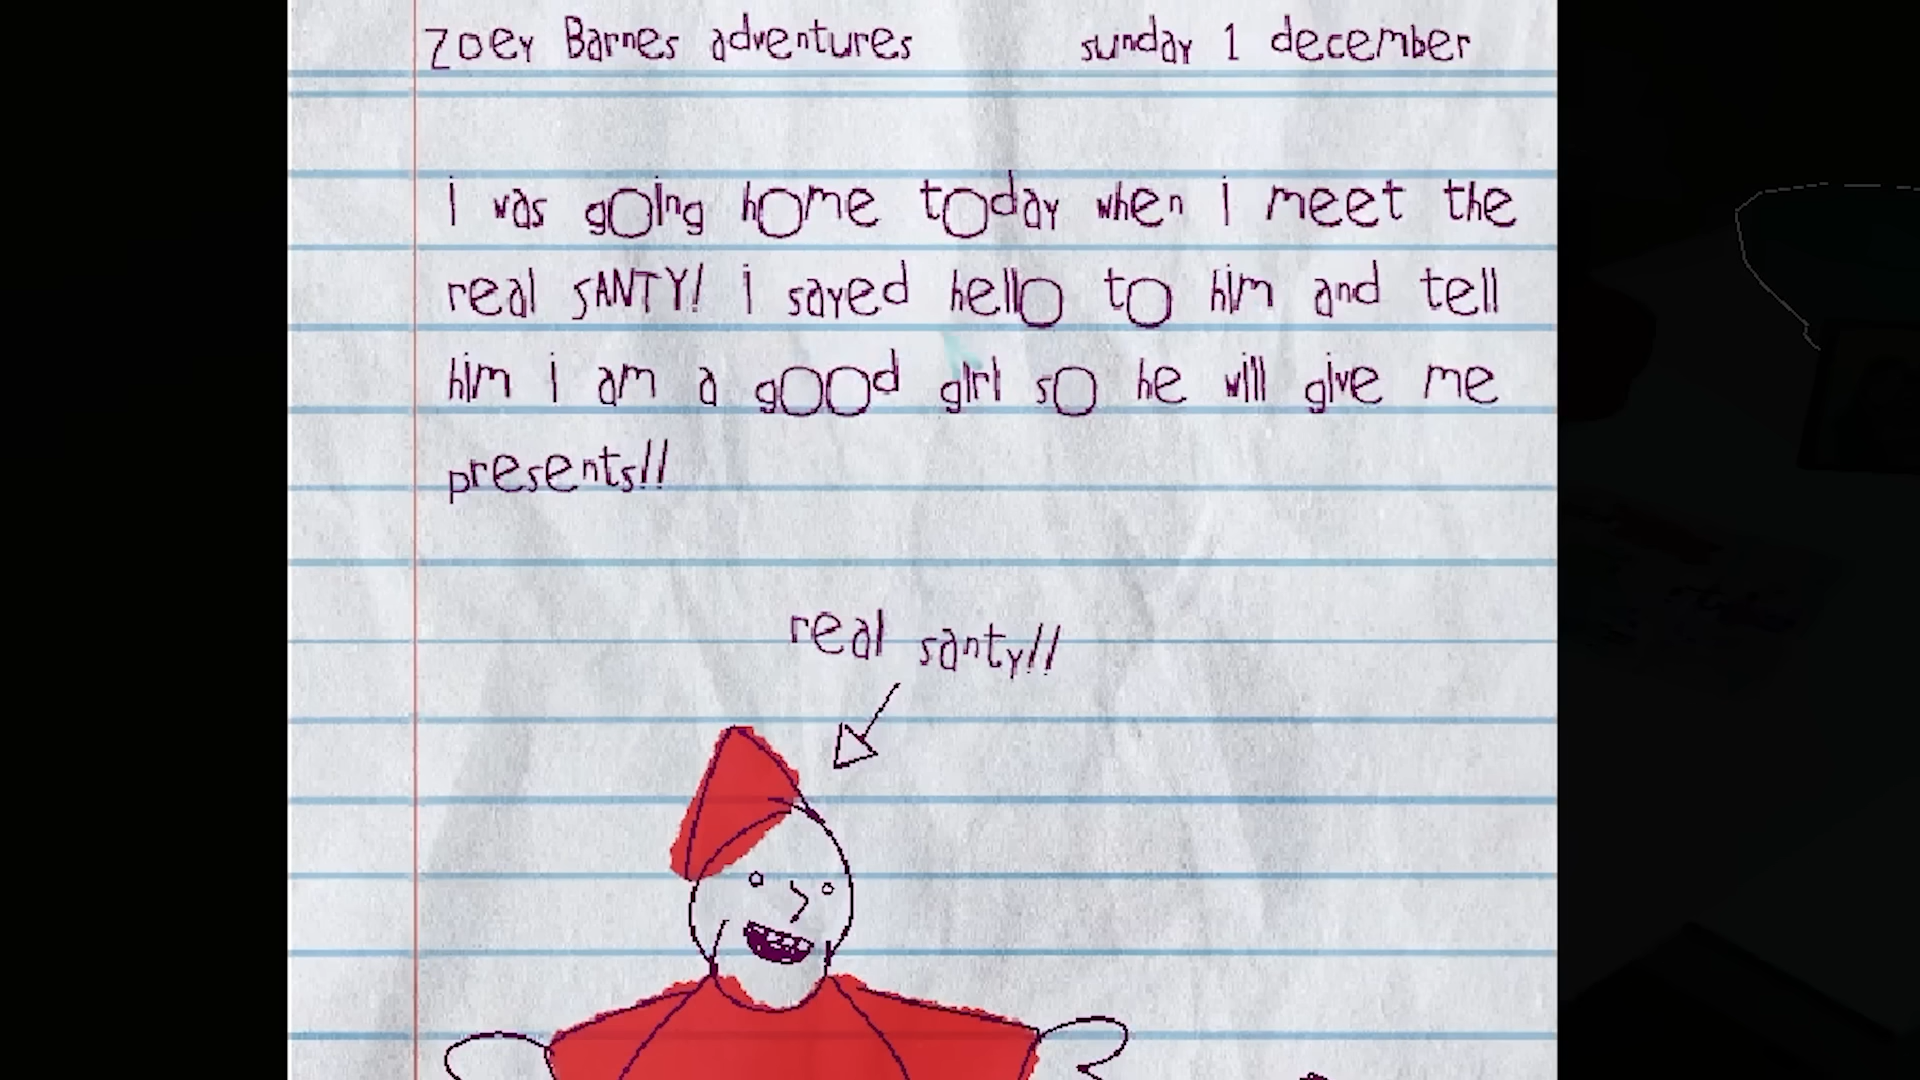 Zoey Barnes adventures sunday 1 december
i was going home today when i meet the
real SANTY! i sayed hello to him and tell
him i am a good girl so he will give me
presents!!
real santy!!